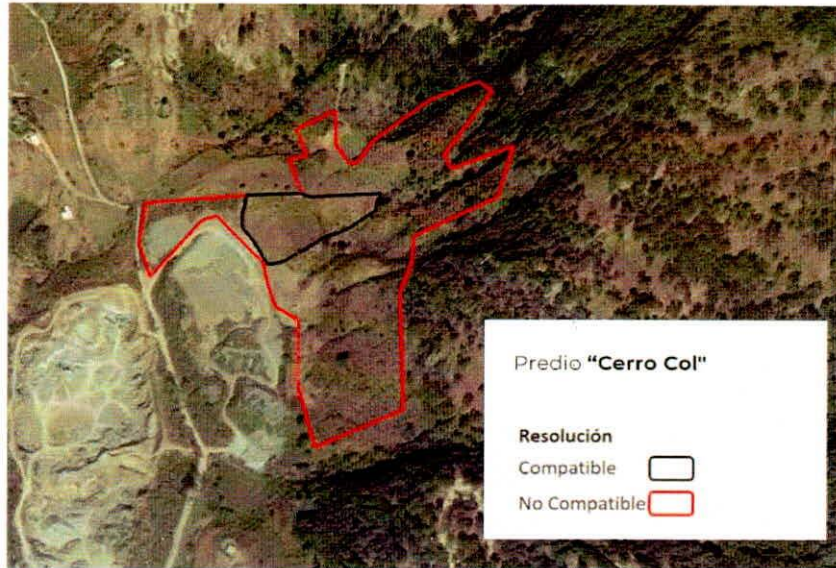 Predio "Cerro Col"
Resolución
Compatible
No Compatible